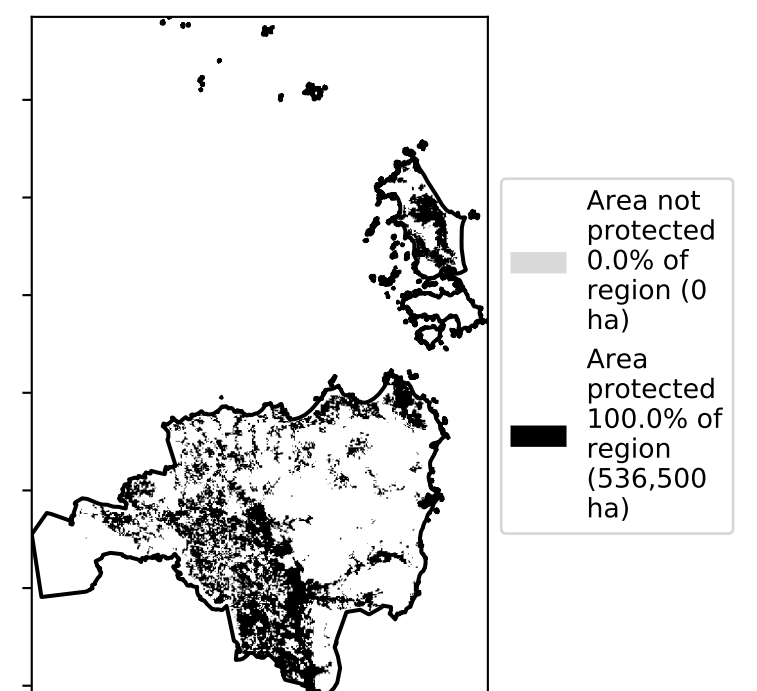 Area not
protected
0.0% of
region (0
ha)
Area
protected
100.0% of
region
(536,500
ha)